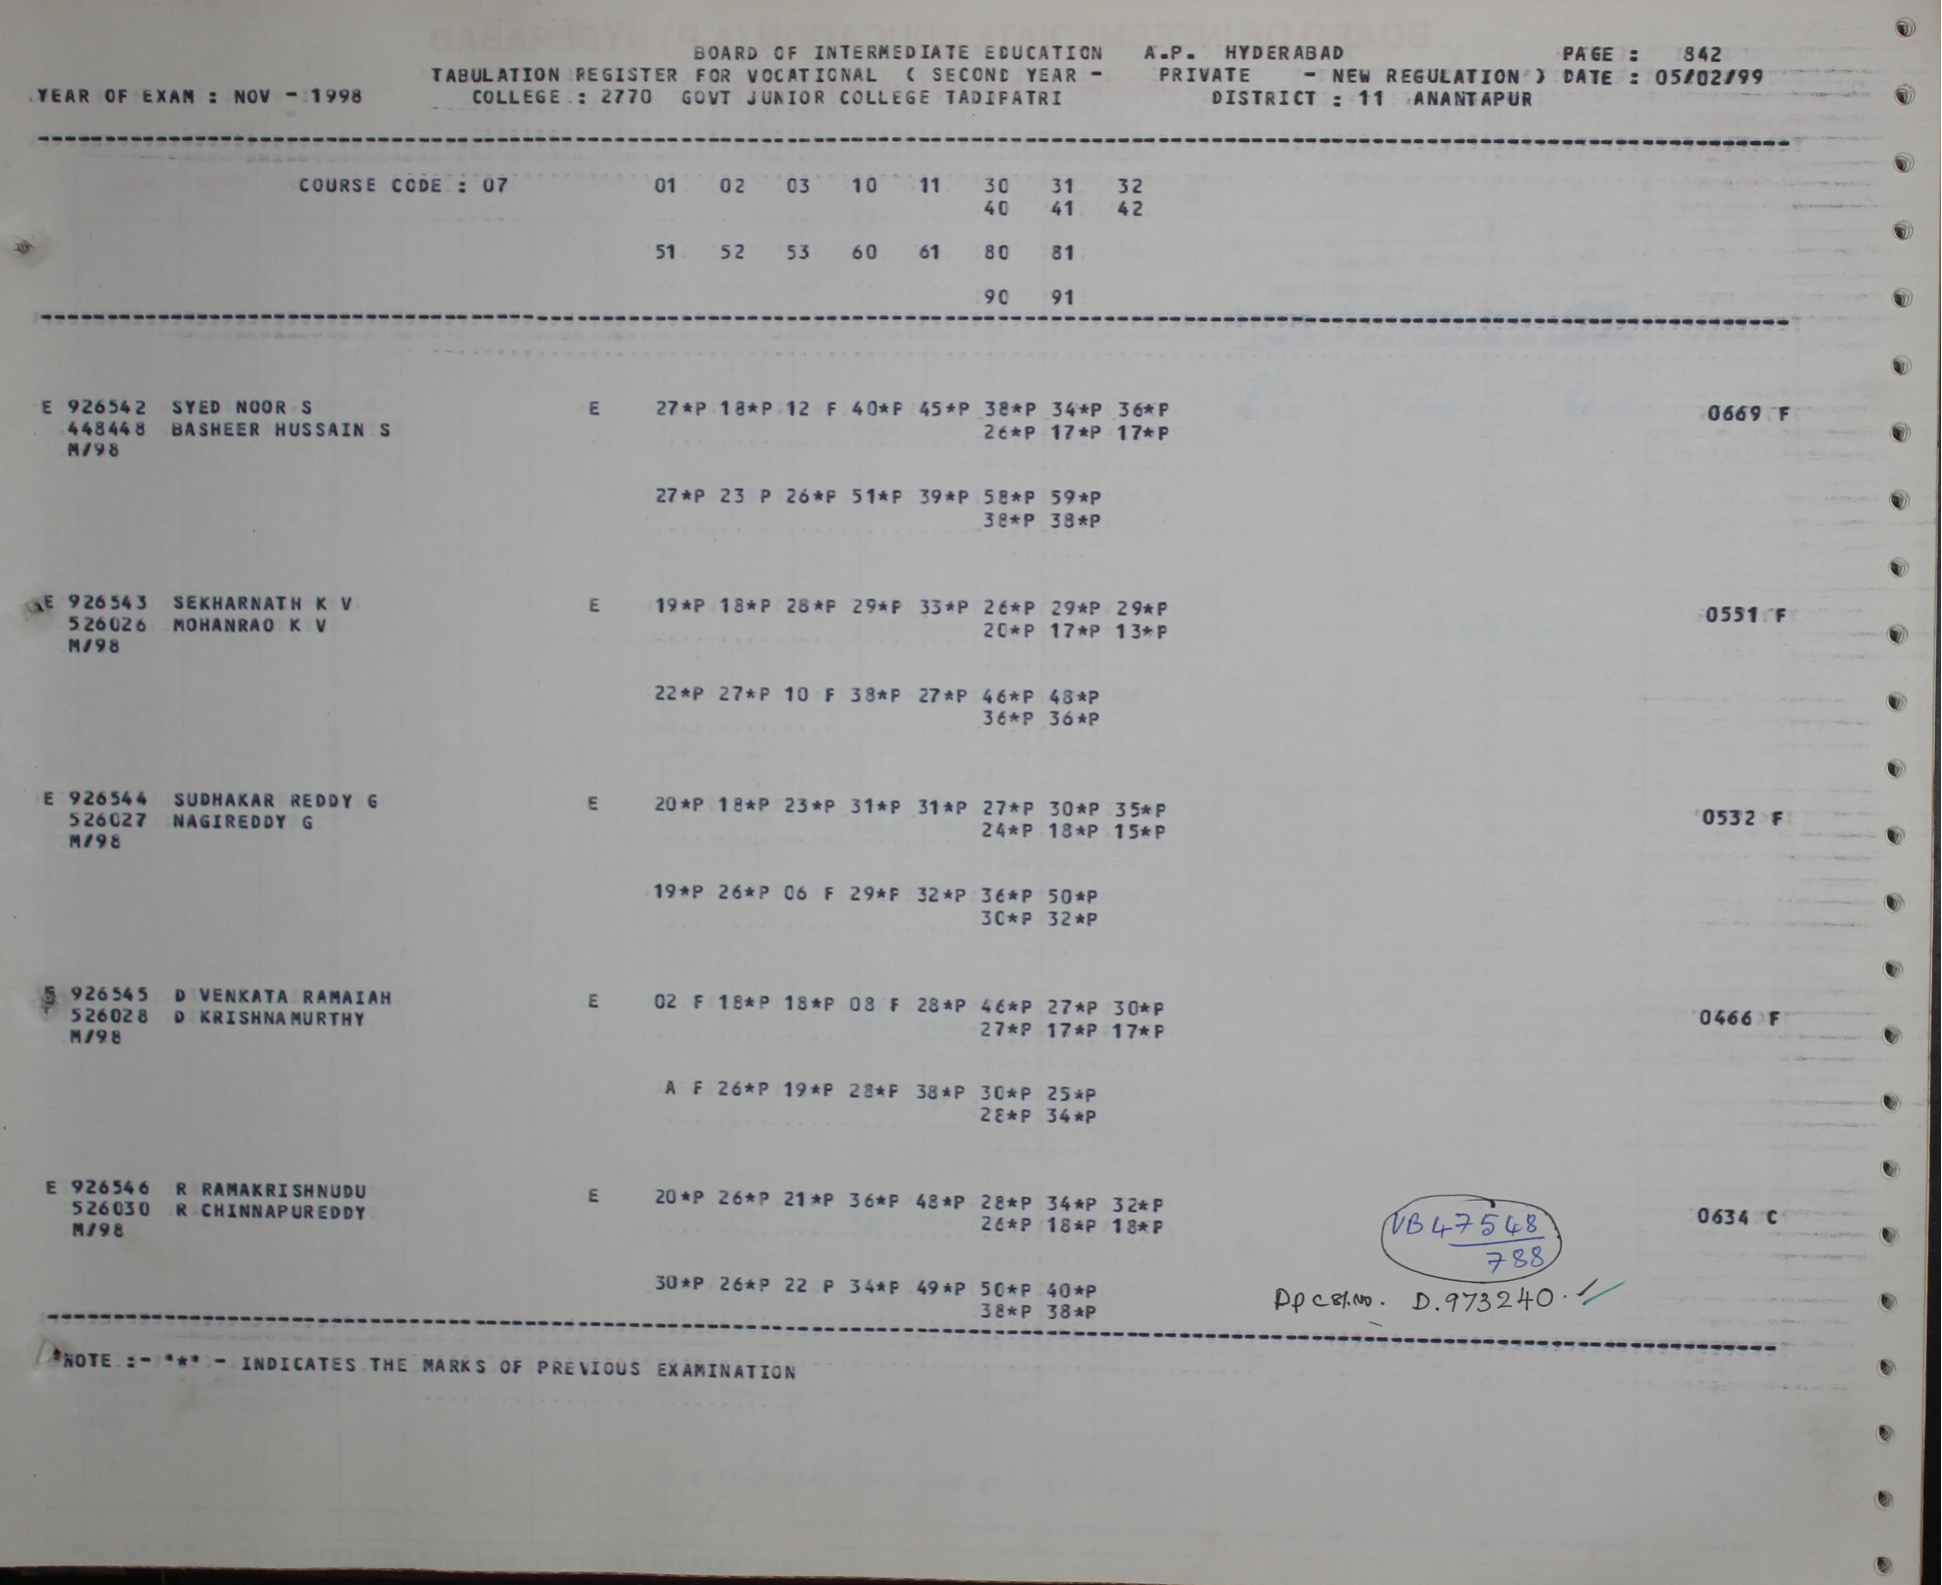 BOARD OF INTERMEDIATE EDUCATION A.P. HYDERABAD PAGE : 842
TABULATION REGISTER FOR VOCATIONAL ( SECOND YEAR - PRIVATE - NEW REGULATION ) DATE : 05/02/99
YEAR OF EXAM : NOV - 1998 COLLEGE : 2770 GOVT JUNIOR COLLEGE TADIPATRI DISTRICT : 11 ANANTAPUR
COURSE CODE : 07 01 02 03 10 11 30 31 32
40 41 42
51 52 53 60 61 80 81
90 91
E 926542 SYED NOOR S E 27*P 18*P 12 F 40*P 45*P 38*P 34*P 36*P 0669 F
448448 BASHEER HUSSAIN S 26*P 17*P 17*P
M/98
27*P 23 P 26*P 51*P 39*P 58*P 59*P
38*P 38*P
E 926543 SEKHARNATH K V E 19*P 18*P 28*P 29*P 33*P 26*P 29*P 29*P 0551 F
526026 MOHANRAO K V 20*P 17*P 13*P
M/98
22*P 27*P 10 F 38*P 27*P 46*P 48*P
36*P 36*P
E 926544 SUDHAKAR REDDY G E 20*P 18*P 23*P 31*P 31*P 27*P 30*P 35*P 0532 F
526027 NAGIREDDY G 24*P 18*P 15*P
M/98
19*P 26*P 06 F 29*P 32*P 36*P 50*P
30*P 32*P
926545 D VENKATA RAMAIAH E 02 F 18*P 18*P 08 F 28*P 46*P 27*P 30*P 0466 F
526028 D KRISHNAMURTHY 27*P 17*P 17*P
M/98
A F 26*P 19*P 28*P 38*P 30*P 25*P
28*P 34*P
E 926546 R RAMAKRISHNUDU E 20*P 26*P 21*P 36*P 48*P 28*P 34*P 32*P 0634 C
526030 R CHINNAPUREDDY 26*P 18*P 18*P VB 47548
M/98 788
30*P 26*P 22 P 34*P 49*P 50*P 40*P D.973240.
38*P 38*P
NOTE :- '*' - INDICATES THE MARKS OF PREVIOUS EXAMINATION